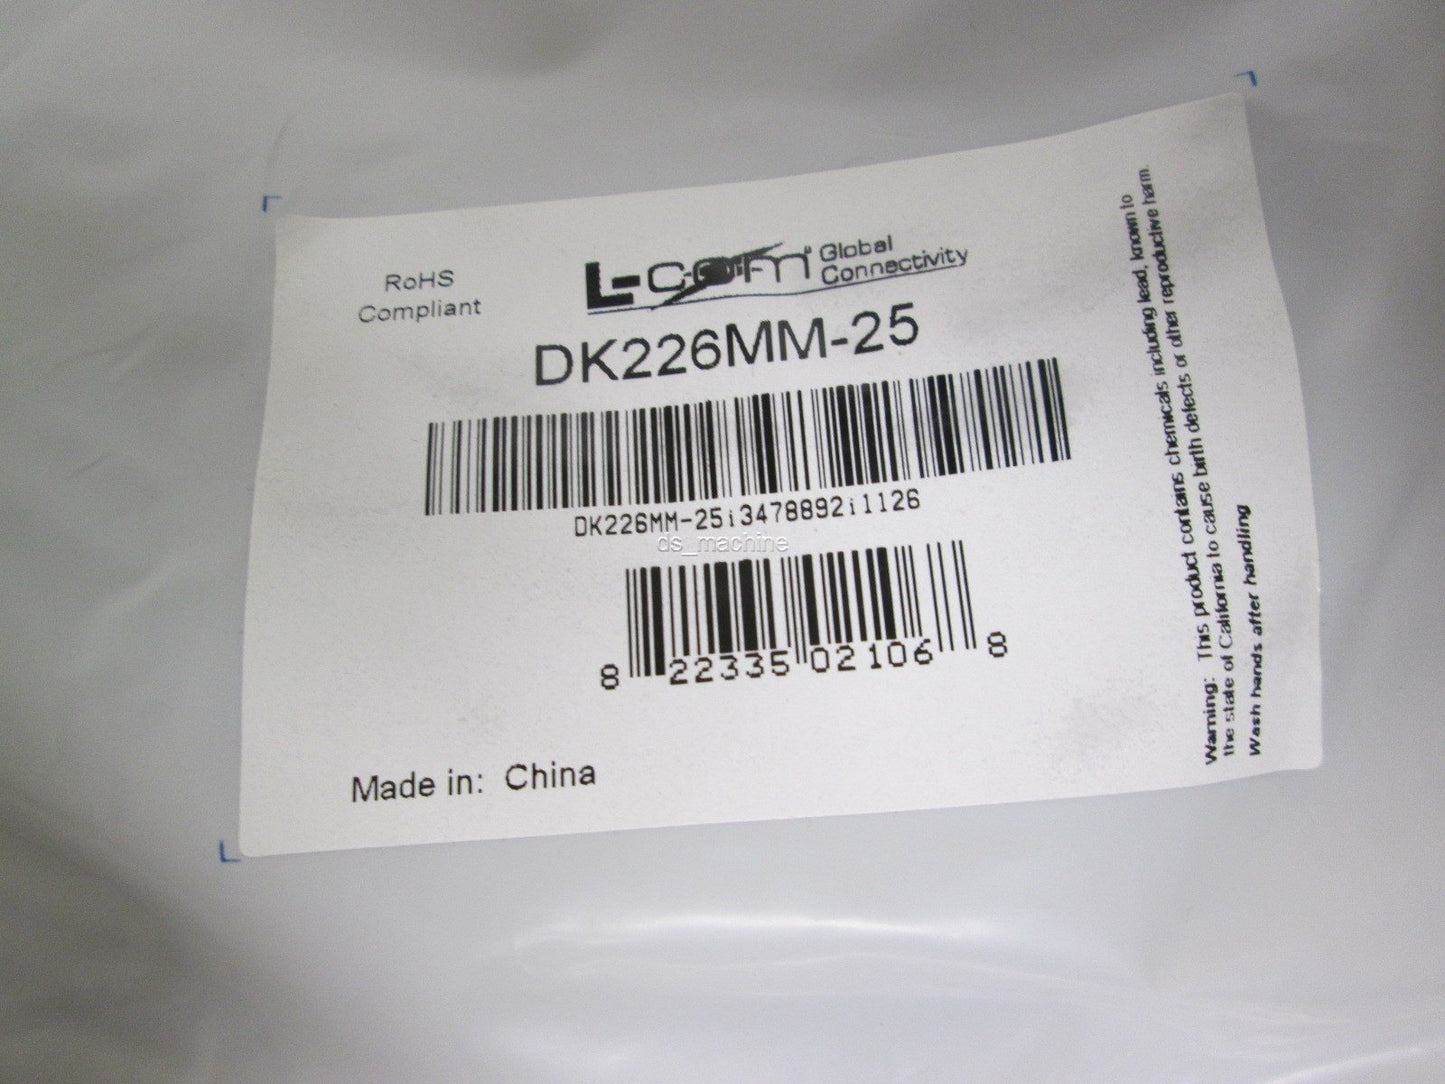 RoHS
Compliant
L-com® Global
Connectivity
DK226MM-25
DK226MM-25i3478892i1126
ds_machine
8 22335 02106 8
Made in: China
Warning: This product contains chemicals including lead, known to
the state of California to cause birth defects or other reproductive harm.
Wash hands after handling